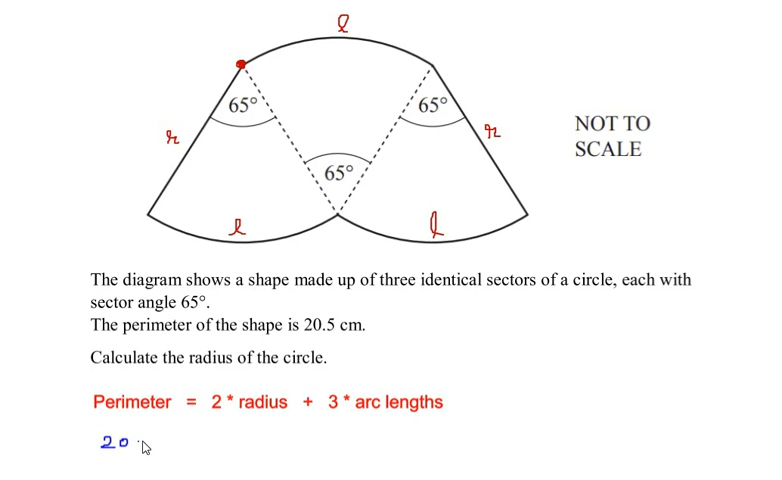 l
65°
65°
r
r
NOT TO
SCALE
65°
l
l
The diagram shows a shape made up of three identical sectors of a circle, each with
sector angle 65°.
The perimeter of the shape is 20.5 cm.
Calculate the radius of the circle.
Perimeter = 2 * radius + 3 * arc lengths
20